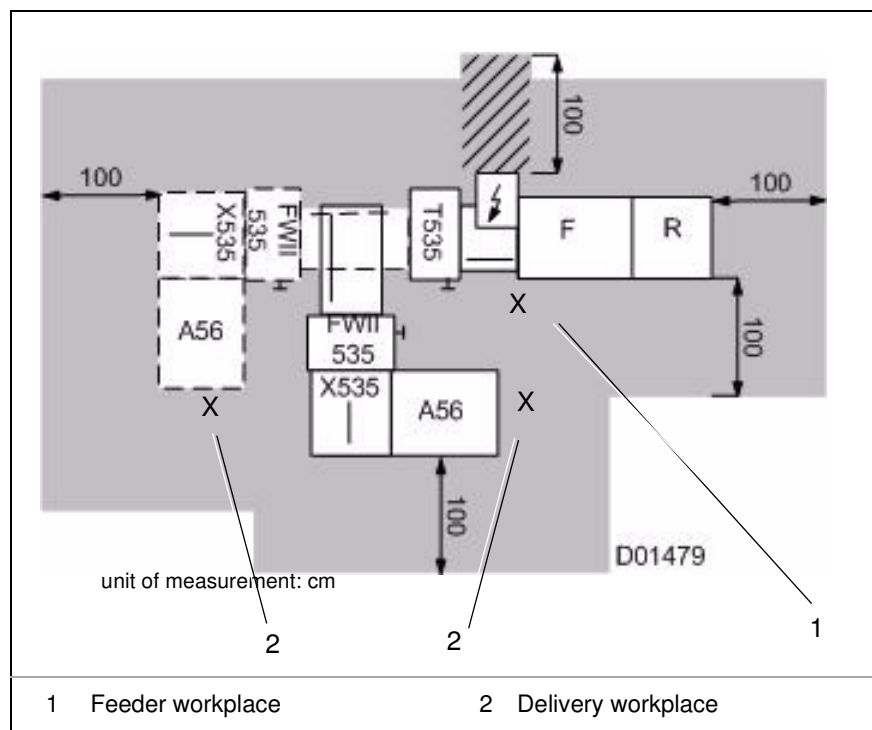 100
100
100
X535
FWII
535
T535
F
R
X
100
A56
FWII
535
X535
A56
X
X
100
D01479
unit of measurement: cm
2
2
1
1 Feeder workplace
2 Delivery workplace